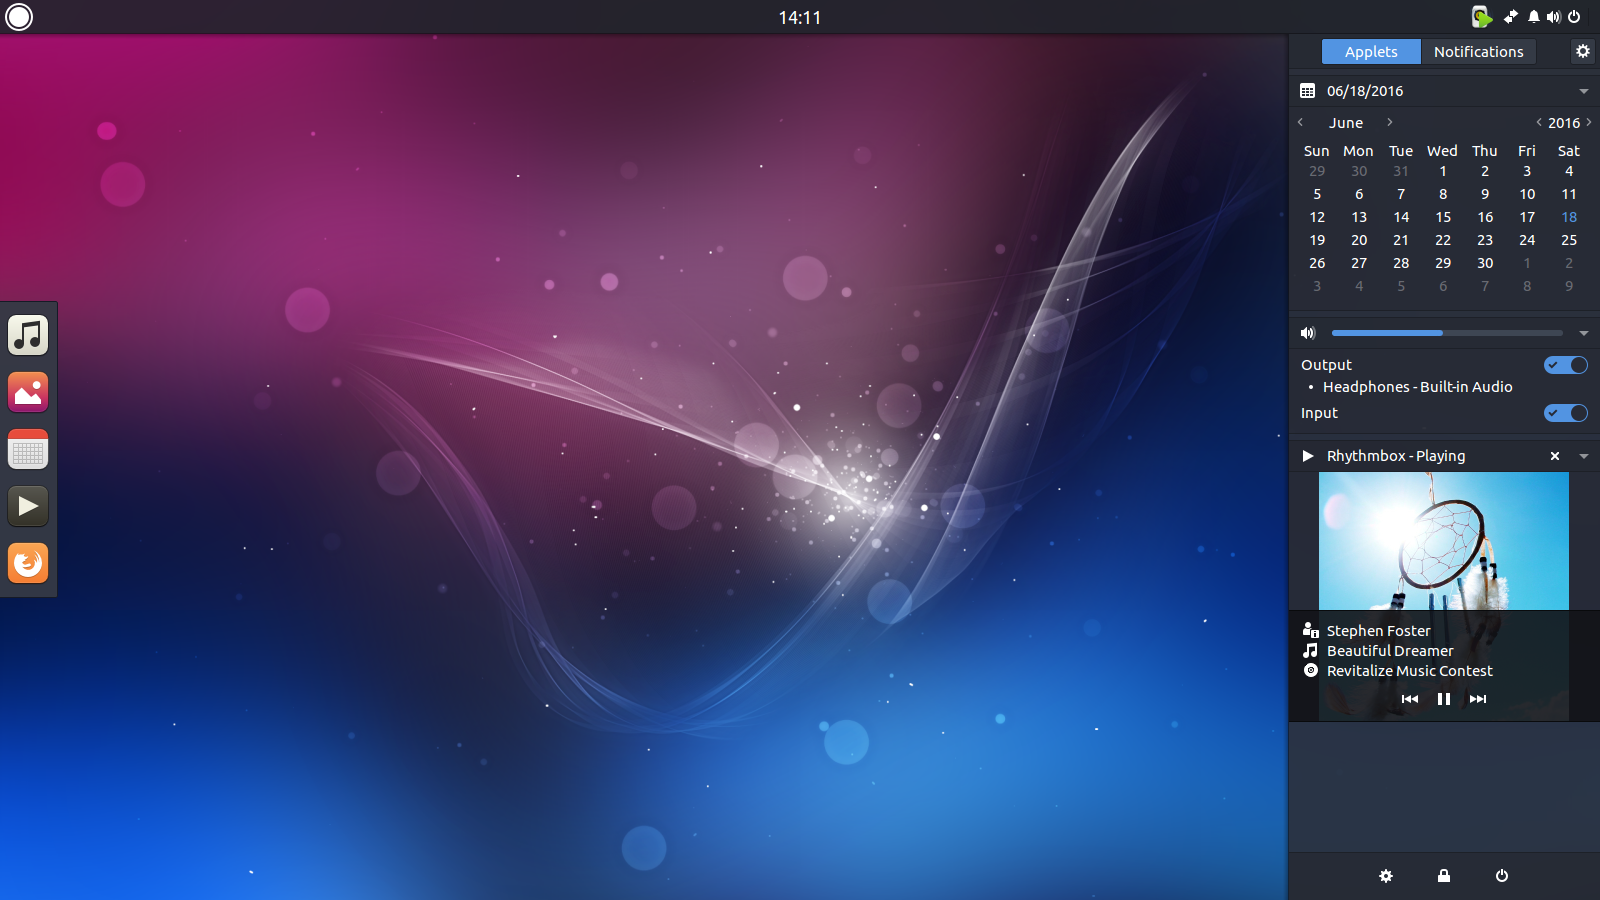 14:11
Applets Notifications
06/18/2016
June 2016
Sun Mon Tue Wed Thu Fri Sat
29 30 31 1 2 3 4
5 6 7 8 9 10 11
12 13 14 15 16 17 18
19 20 21 22 23 24 25
26 27 28 29 30 1 2
3 4 5 6 7 8 9
Output
• Headphones - Built-in Audio
Input
Rhythmbox - Playing
Stephen Foster
Beautiful Dreamer
Revitalize Music Contest